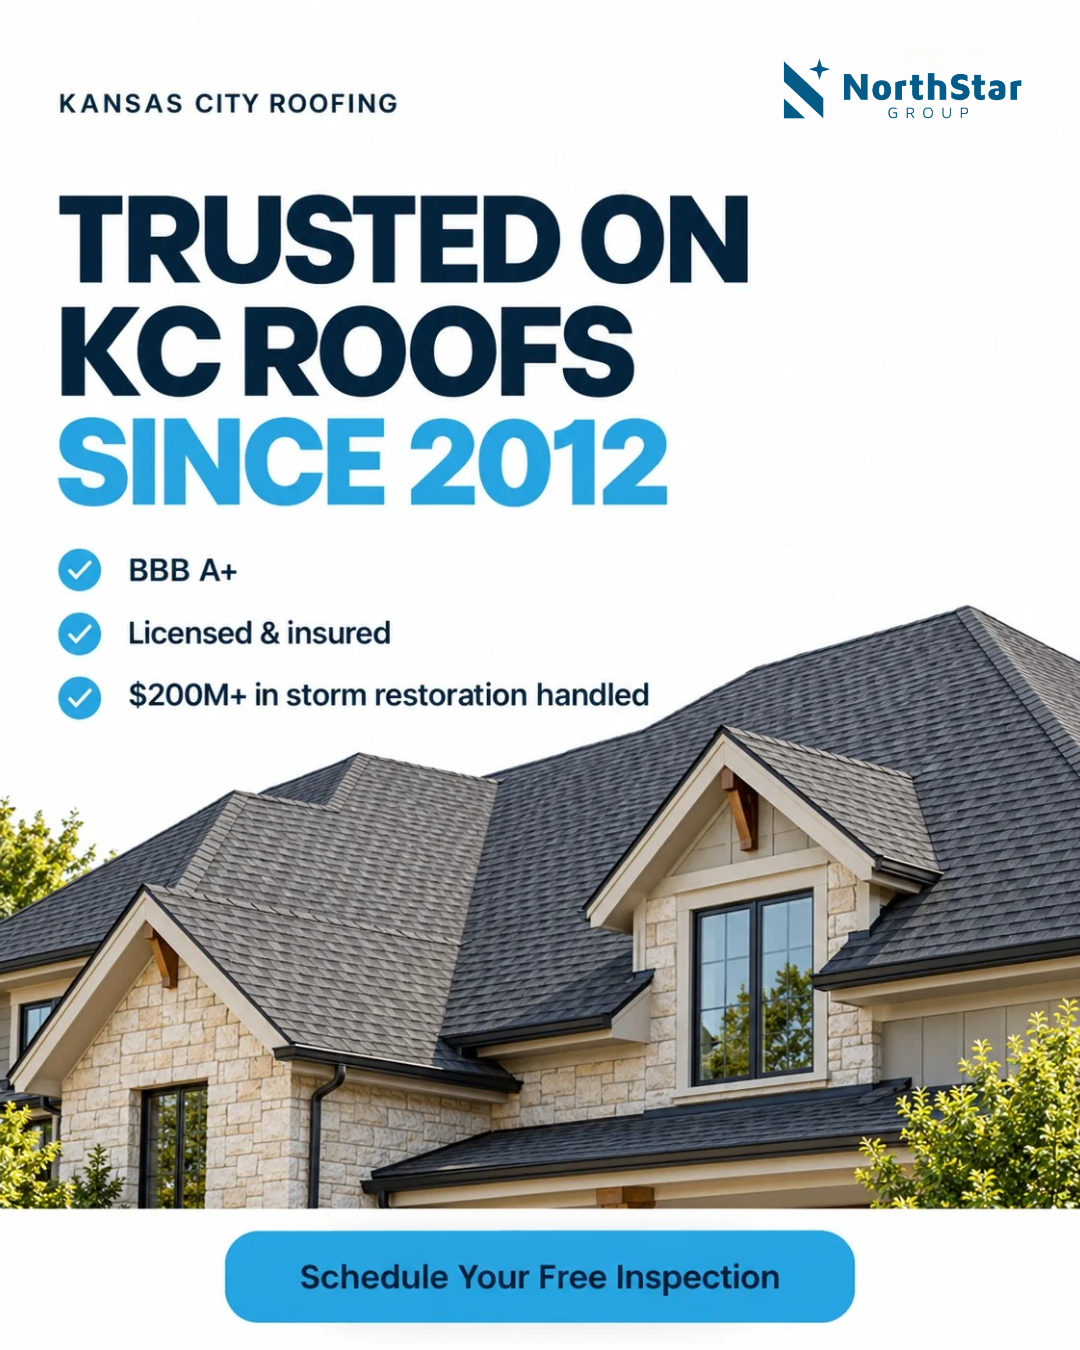 KANSAS CITY ROOFING
NorthStar
GROUP
TRUSTED ON
KC ROOFS
SINCE 2012
BBB A+
Licensed & insured
$200M+ in storm restoration handled
Schedule Your Free Inspection